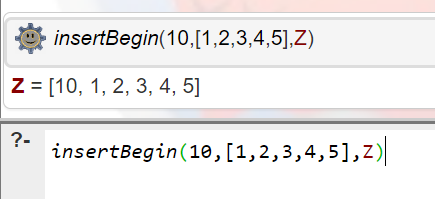 insertBegin(10,[1,2,3,4,5],Z)
Z = [10, 1, 2, 3, 4, 5]
?- insertBegin(10,[1,2,3,4,5],Z)